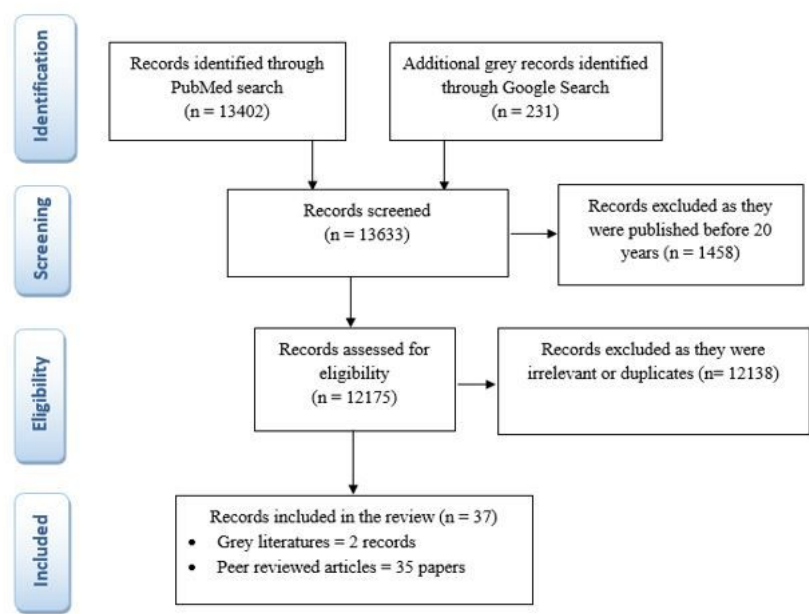 Identification
Records identified through
PubMed search
(n = 13402)
Additional grey records identified
through Google Search
(n = 231)
Screening
Records screened
(n = 13633)
Records excluded as they
were published before 20
years (n = 1458)
Eligibility
Records assessed for
eligibility
(n = 12175)
Records excluded as they were
irrelevant or duplicates (n= 12138)
Included
Records included in the review (n = 37)
• Grey literatures = 2 records
• Peer reviewed articles = 35 papers